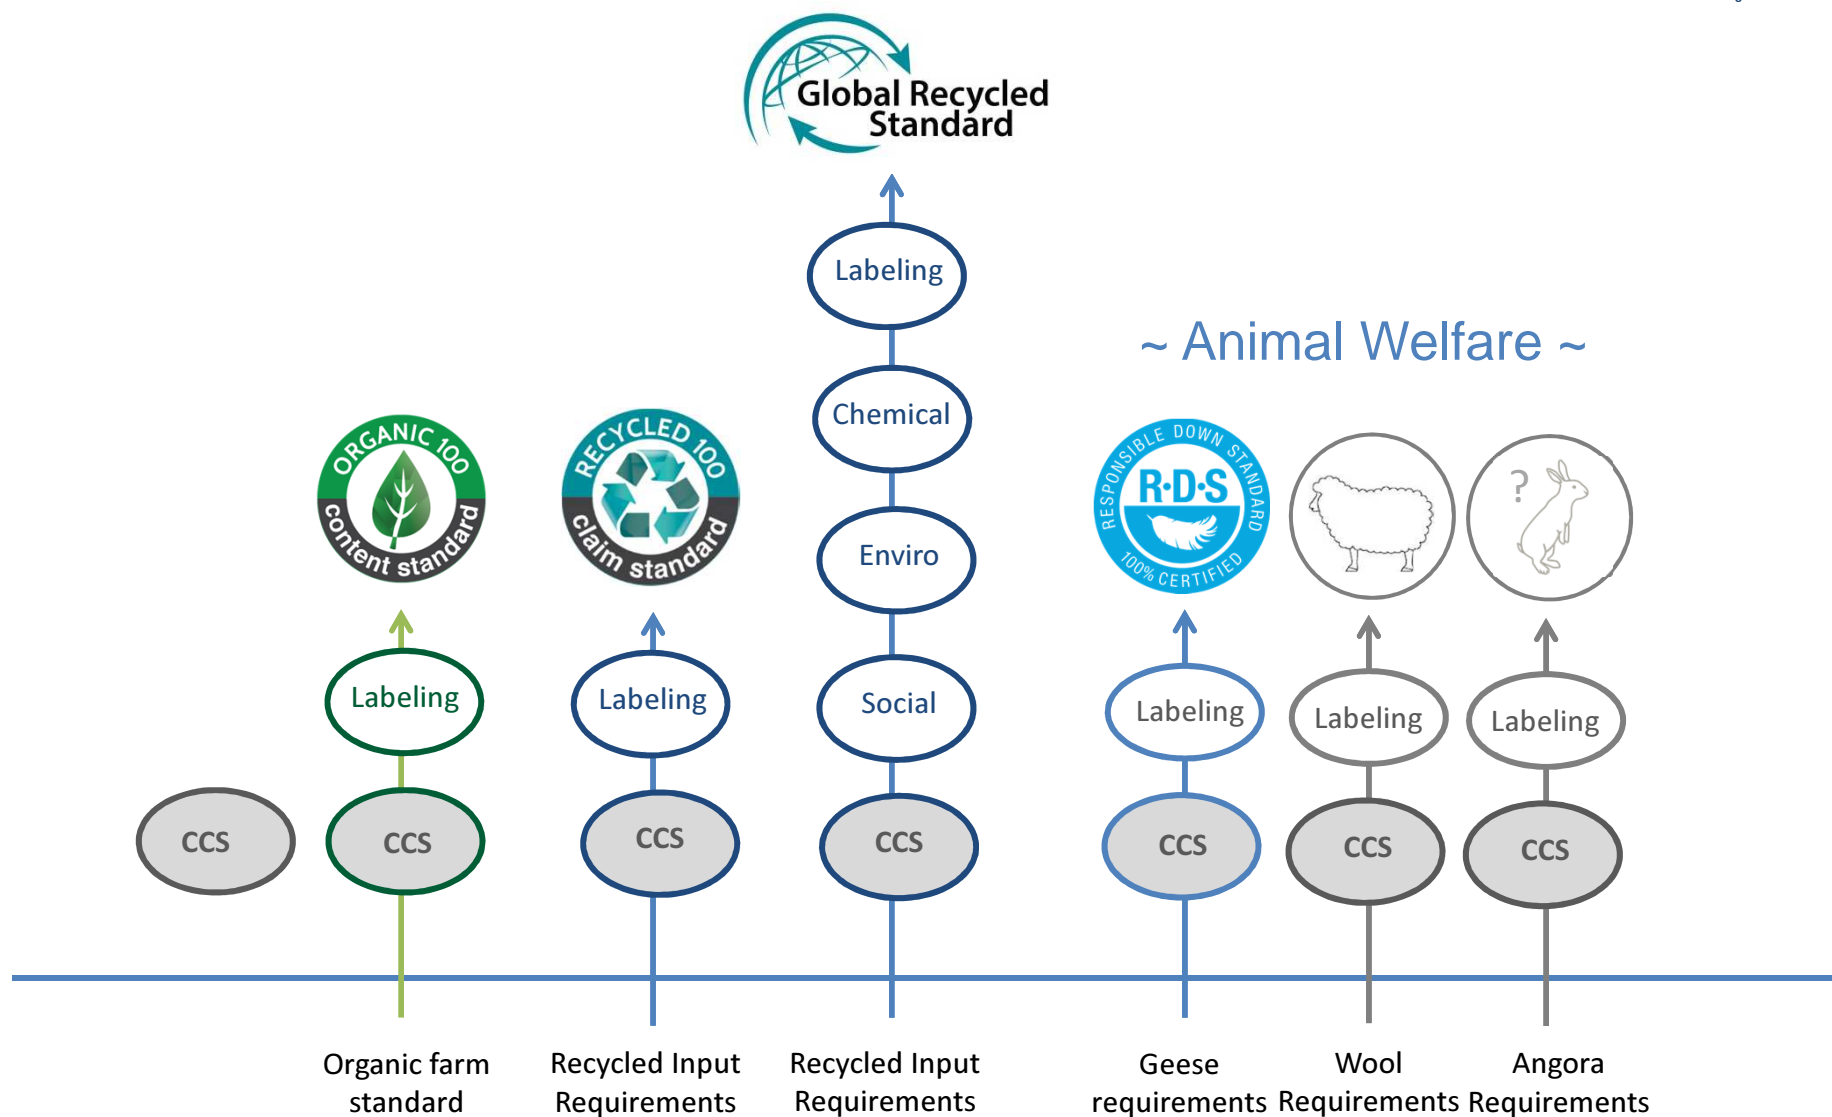 Global Recycled
Standard
Labeling
~ Animal Welfare ~
Chemical
ORGANIC 100
content standard
RECYCLED 100
claim standard
RESPONSIBLE DOWN STANDARD
R·D·S
100% CERTIFIED
?
Enviro
Labeling
Labeling
Social
Labeling
Labeling
Labeling
CCS
CCS
CCS
CCS
CCS
CCS
CCS
Organic farm
standard
Recycled Input
Requirements
Recycled Input
Requirements
Geese
requirements
Wool
Requirements
Angora
Requirements